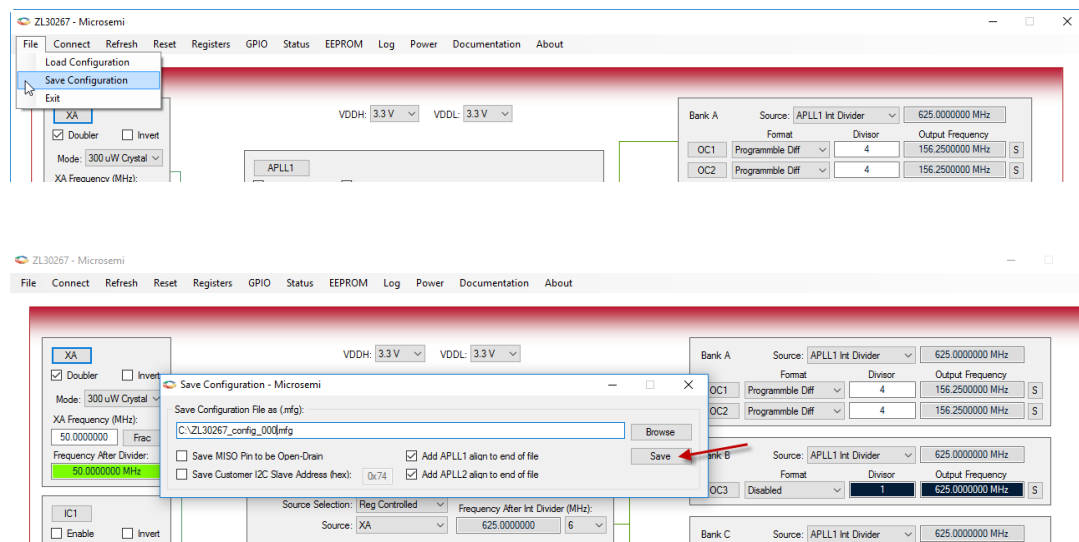 ZL30267 - Microsemi
File Connect Refresh Reset Registers GPIO Status EEPROM Log Power Documentation About
Load Configuration
Save Configuration
Exit
XA
VDDH: 3.3 V VDDL: 3.3 V
Bank A Source: APLL1 Int Divider 625.0000000 MHz
Doubler Invert
Format Divisor Output Frequency
OC1 Programmble Diff 4 156.2500000 MHz S
Mode: 300 uW Crystal
APLL1
OC2 Programmble Diff 4 156.2500000 MHz S
XA Frequency (MHz):
ZL30267 - Microsemi
File Connect Refresh Reset Registers GPIO Status EEPROM Log Power Documentation About
XA
VDDH: 3.3 V VDDL: 3.3 V
Bank A Source: APLL1 Int Divider 625.0000000 MHz
Doubler Invert
Format Divisor Output Frequency
Save Configuration - Microsemi
OC1 Programmble Diff 4 156.2500000 MHz S
Mode: 300 uW Crystal
Save Configuration File as (.mfg):
OC2 Programmble Diff 4 156.2500000 MHz S
XA Frequency (MHz):
C:\ZL30267_config_000.mfg
Browse
50.0000000 Frac
Frequency After Divider:
Save MISO Pin to be Open-Drain
Add APLL1 align to end of file
Save
Bank B Source: APLL1 Int Divider 625.0000000 MHz
50.0000000 MHz
Save Customer I2C Slave Address (hex): 0x74
Add APLL2 align to end of file
Format Divisor Output Frequency
OC3 Disabled 1 625.0000000 MHz S
IC1
Source Selection: Reg Controlled
Frequency After Int Divider (MHz):
Enable Invert
Source: XA 625.0000000 6
Bank C Source: APLL1 Int Divider 625.0000000 MHz